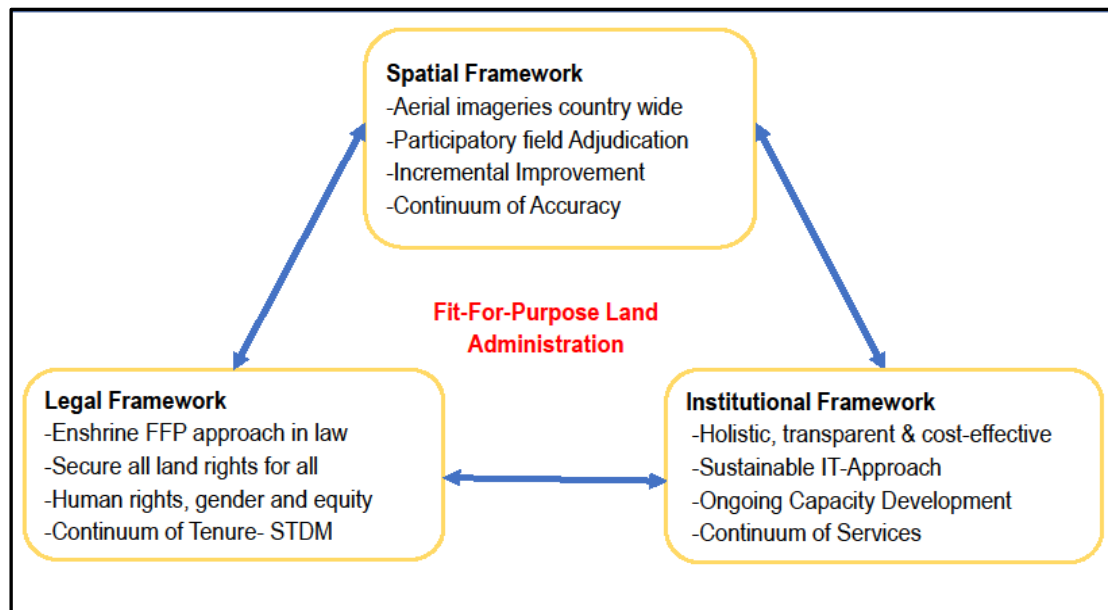 Spatial Framework
-Aerial imageries country wide
-Participatory field Adjudication
-Incremental Improvement
-Continuum of Accuracy
Fit-For-Purpose Land
Administration
Legal Framework
-Enshrine FFP approach in law
-Secure all land rights for all
-Human rights, gender and equity
-Continuum of Tenure- STDM
Institutional Framework
-Holistic, transparent & cost-effective
-Sustainable IT-Approach
-Ongoing Capacity Development
-Continuum of Services